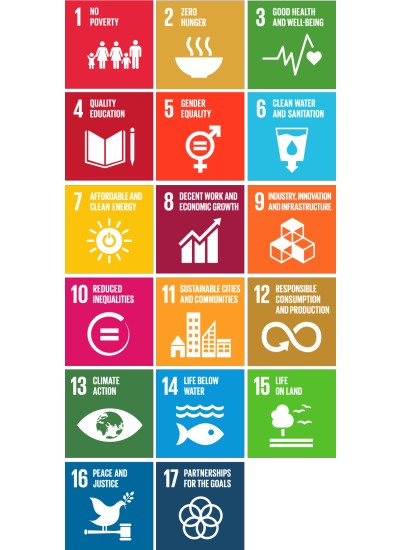 1 NO
POVERTY
2 ZERO
HUNGER
3 GOOD HEALTH
AND WELL-BEING
4 QUALITY
EDUCATION
5 GENDER
EQUALITY
6 CLEAN WATER
AND SANITATION
7 AFFORDABLE AND
CLEAN ENERGY
8 DECENT WORK AND
ECONOMIC GROWTH
9 INDUSTRY, INNOVATION
AND INFRASTRUCTURE
10 REDUCED
INEQUALITIES
11 SUSTAINABLE CITIES
AND COMMUNITIES
12 RESPONSIBLE
CONSUMPTION
AND PRODUCTION
13 CLIMATE
ACTION
14 LIFE BELOW
WATER
15 LIFE
ON LAND
16 PEACE AND
JUSTICE
17 PARTNERSHIPS
FOR THE GOALS